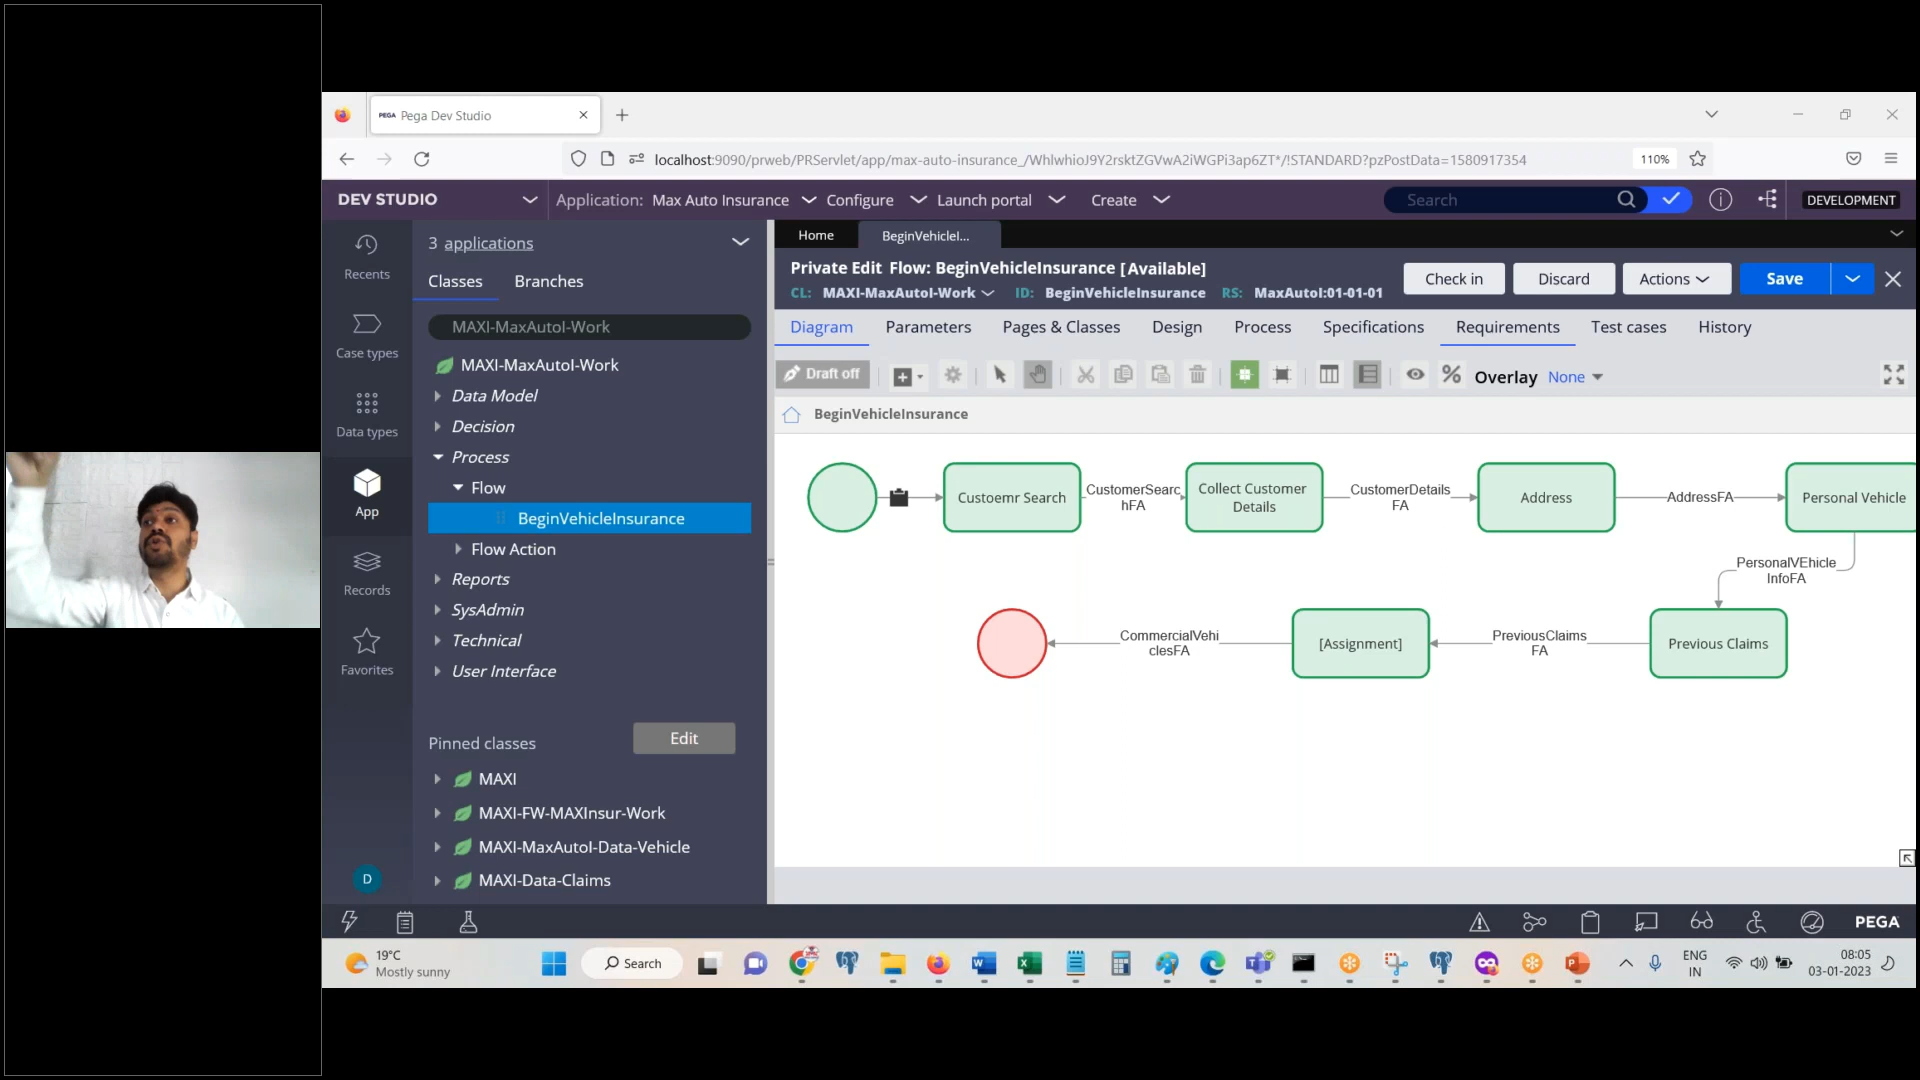 PEGA Pega Dev Studio
localhost:9090/prweb/PRServlet/app/max-auto-insurance_/WhlwhioJ9Y2rsktZGVwA2iWGPi3ap6ZT*/!STANDARD?pzPostData=1580917354 110%
DEV STUDIO Application: Max Auto Insurance Configure Launch portal Create Search DEVELOPMENT
3 applications
Classes Branches
MAXI-MaxAutoI-Work
MAXI-MaxAutoI-Work
Data Model
Decision
Process
Flow
BeginVehicleInsurance
Flow Action
Reports
SysAdmin
Technical
User Interface
Pinned classes Edit
MAXI
MAXI-FW-MAXInsur-Work
MAXI-MaxAutoI-Data-Vehicle
MAXI-Data-Claims
Recents
Case types
Data types
App
Records
Favorites
D
Home BeginVehicleI...
Private Edit Flow: BeginVehicleInsurance [Available]
CL: MAXI-MaxAutoI-Work ID: BeginVehicleInsurance RS: MaxAutoI:01-01-01
Check in Discard Actions Save
Diagram Parameters Pages & Classes Design Process Specifications Requirements Test cases History
Draft off Overlay None
BeginVehicleInsurance
Custoemr Search
CustomerSearc
hFA
Collect Customer
Details
CustomerDetails
FA
Address
AddressFA
Personal Vehicle
PersonalVEhicle
InfoFA
Previous Claims
PreviousClaims
FA
[Assignment]
CommercialVehi
clesFA
PEGA
19°C
Mostly sunny
Search
ENG
IN
08:05
03-01-2023